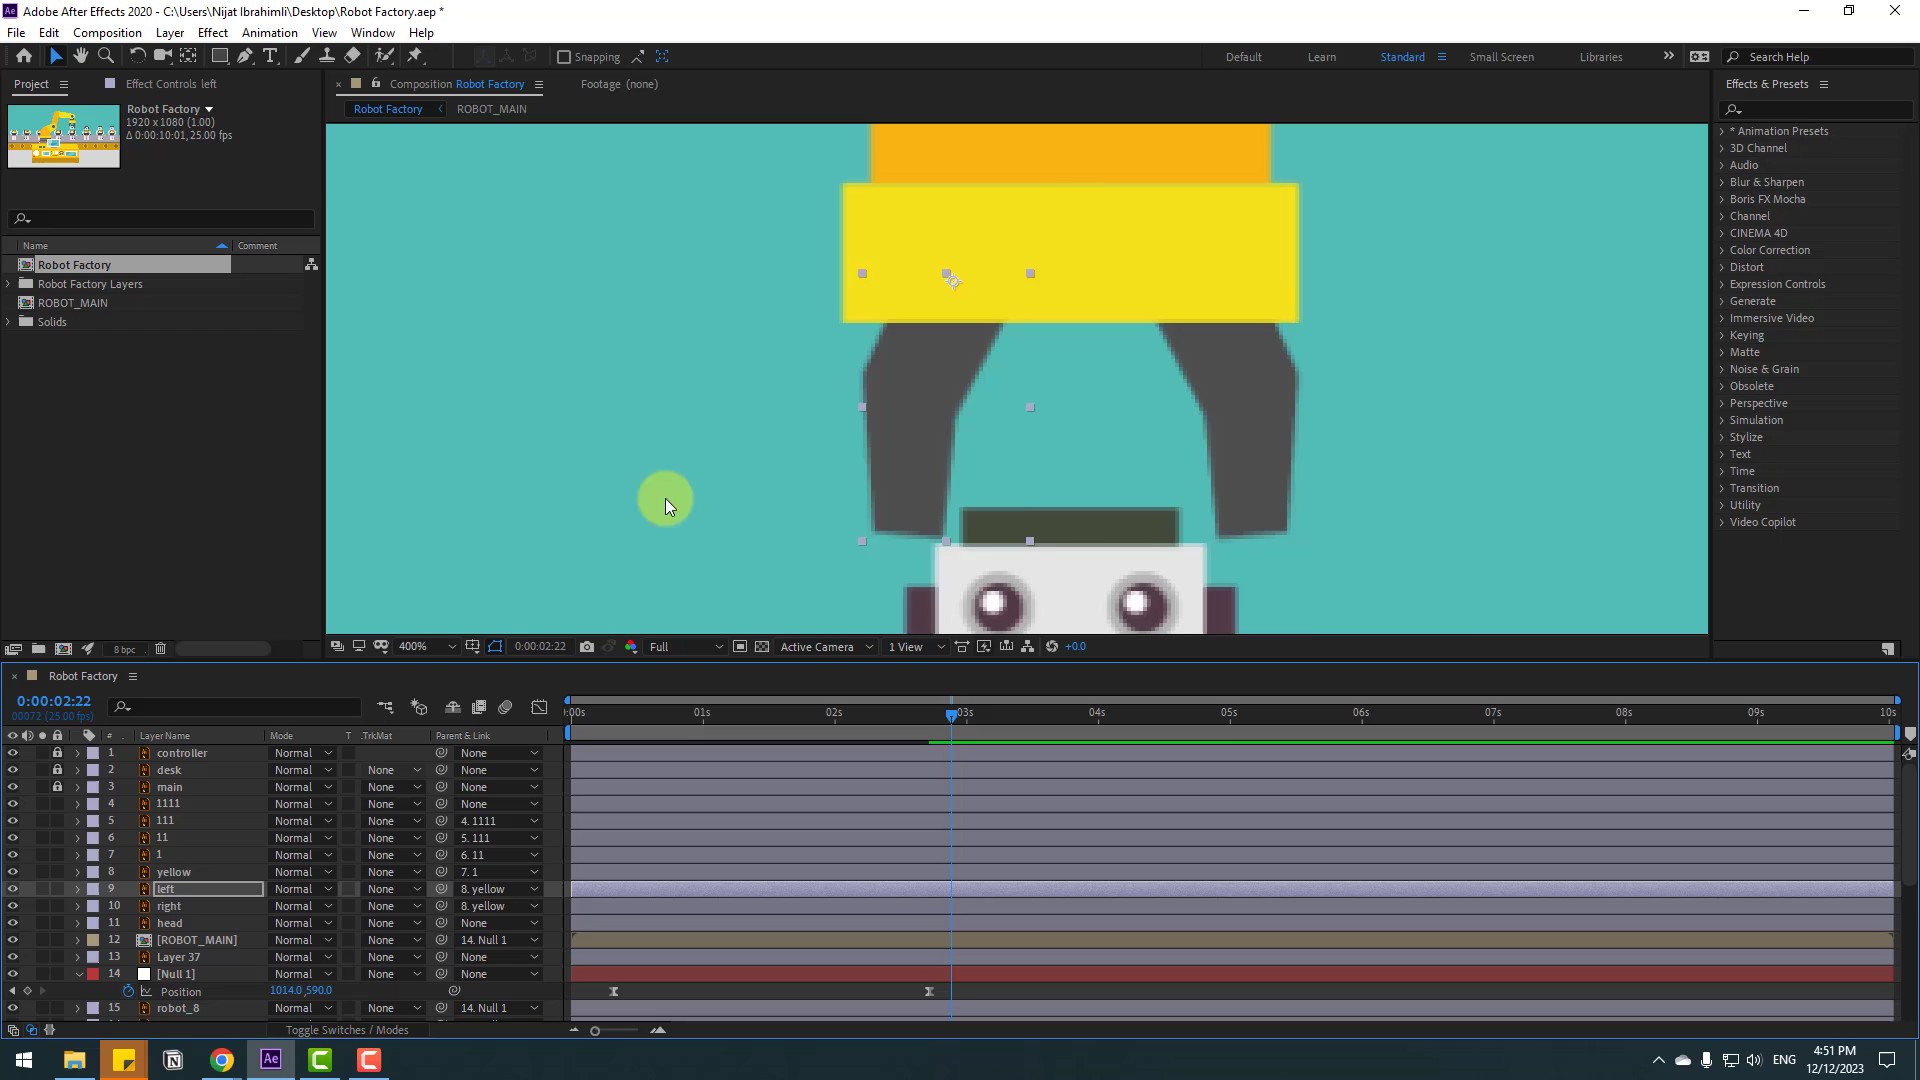 Adobe After Effects 2020 - C:\Users\Nijat Ibrahimli\Desktop\Robot Factory.aep *
File Edit Composition Layer Effect Animation View Window Help
Snapping Default Learn Standard Small Screen Libraries Search Help
Project Effect Controls left Composition Robot Factory Footage (none) Effects & Presets
Robot Factory ROBOT_MAIN
Robot Factory
1920 x 1080 (1.00)
Δ 0:00:10:01, 25.00 fps
Name Comment
Robot Factory
Robot Factory Layers
ROBOT_MAIN
Solids
* Animation Presets
3D Channel
Audio
Blur & Sharpen
Boris FX Mocha
Channel
CINEMA 4D
Color Correction
Distort
Expression Controls
Generate
Immersive Video
Keying
Matte
Noise & Grain
Obsolete
Perspective
Simulation
Stylize
Text
Time
Transition
Utility
Video Copilot
8 bpc 400% 0:00:02:22 Full Active Camera 1 View +0.0
Robot Factory
0:00:02:22
00072 (25.00 fps)
:00s 01s 02s 03s 04s 05s 06s 07s 08s 09s 10s
# Layer Name Mode T .TrkMat Parent & Link
1 controller Normal None
2 desk Normal None None
3 main Normal None None
4 1111 Normal None None
5 111 Normal None 4. 1111
6 11 Normal None 5. 111
7 1 Normal None 6. 11
8 yellow Normal None 7. 1
9 left Normal None 8. yellow
10 right Normal None 8. yellow
11 head Normal None None
12 [ROBOT_MAIN] Normal None 14. Null 1
13 Layer 37 Normal None None
14 [Null 1] Normal None None
Position 1014.0,590.0
15 robot_8 Normal None 14. Null 1
Toggle Switches / Modes
ENG 4:51 PM
12/12/2023